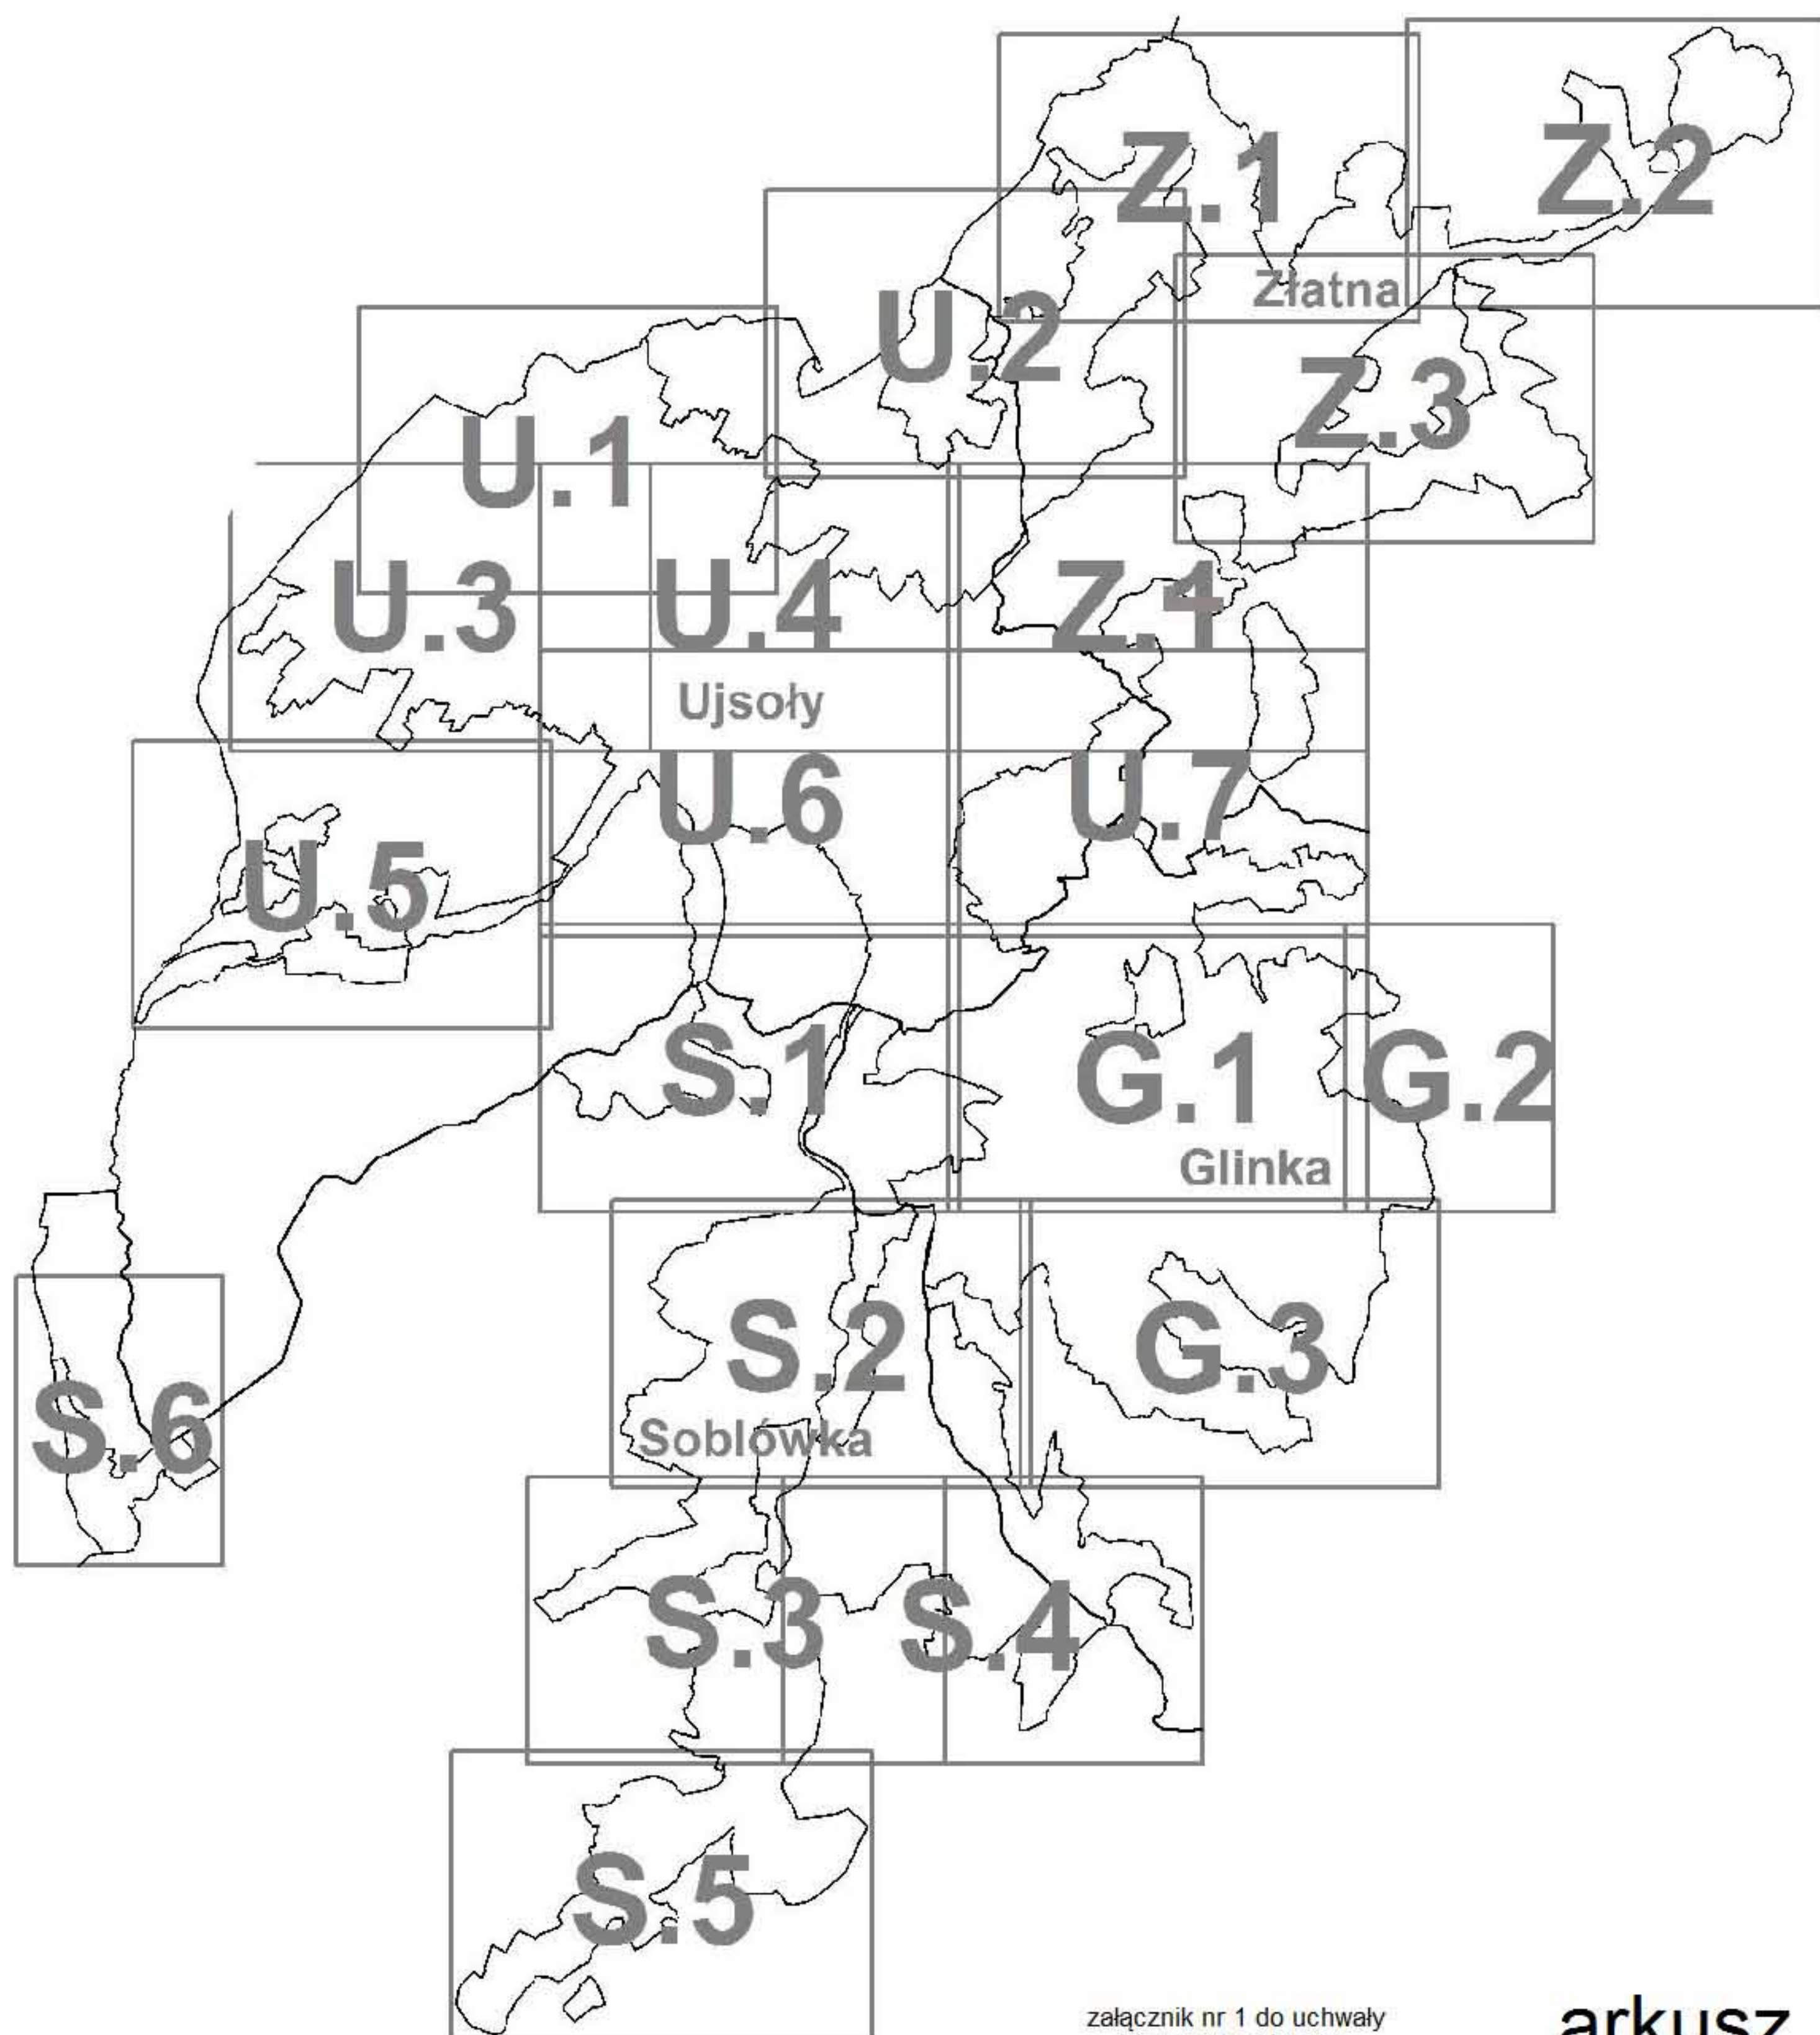 Z.1
Z.2
Złatna
U.2
Z.3
U.1
U.3
U.4
Z.4
Ujsoły
U.6
U.7
U.5
S.1
G.1
G.2
Glinka
S.2
G.3
S.6
Soblówka
S.3
S.4
S.5
załącznik nr 1 do uchwały
arkusz